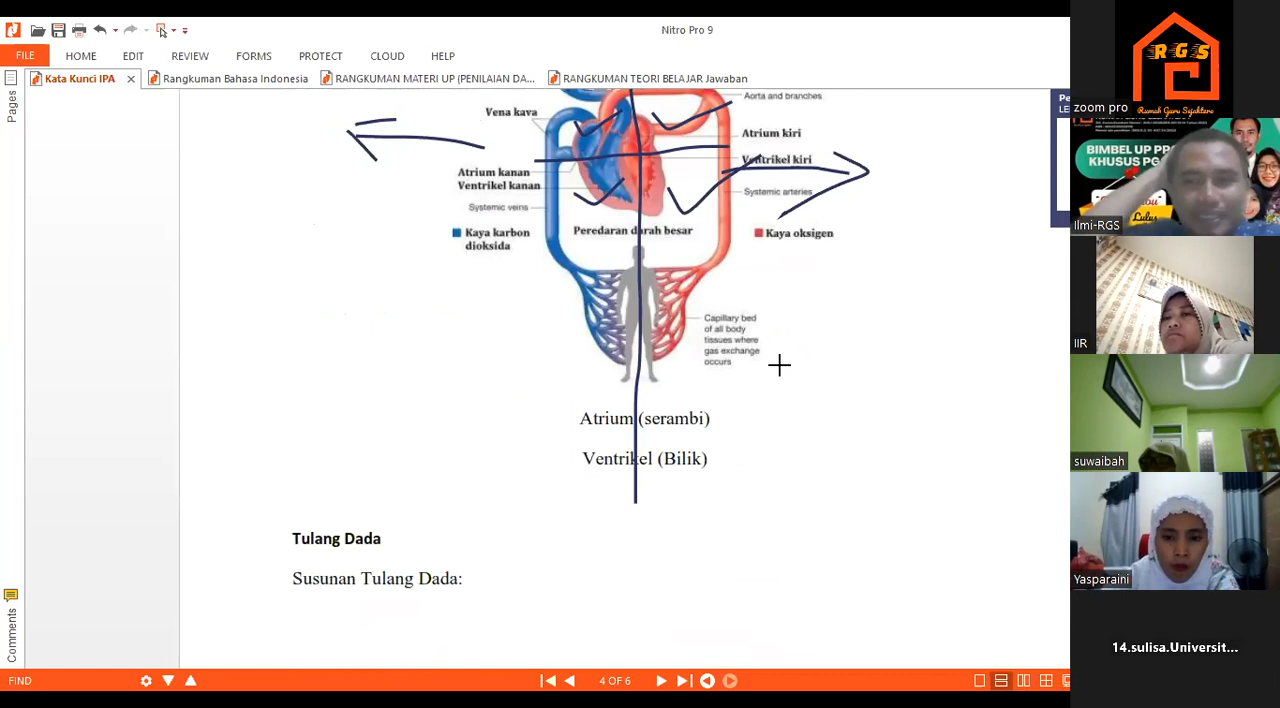 Nitro Pro 9
FILE HOME EDIT REVIEW FORMS PROTECT CLOUD HELP
Pages
Kata Kunci IPA
Rangkuman Bahasa Indonesia
RANGKUMAN MATERI UP (PENILAIAN DA...
RANGKUMAN TEORI BELAJAR Jawaban
Aorta and branches
Vena kava
Atrium kiri
Ventrikel kiri
Atrium kanan
Ventrikel kanan
Systemic arteries
Systemic veins
Kaya karbon
dioksida
Peredaran darah besar
Kaya oksigen
Capillary bed
of all body
tissues where
gas exchange
occurs
Atrium (serambi)
Ventrikel (Bilik)
Tulang Dada
Susunan Tulang Dada:
Comments
FIND
4 OF 6
RGS
Rumah Guru Sejahtera
zoom pro
BIMBEL UP PP
KHUSUS PG
Lulus
Ilmi-RGS
IIR
suwaibah
Yasparaini
14.sulisa.Universit...